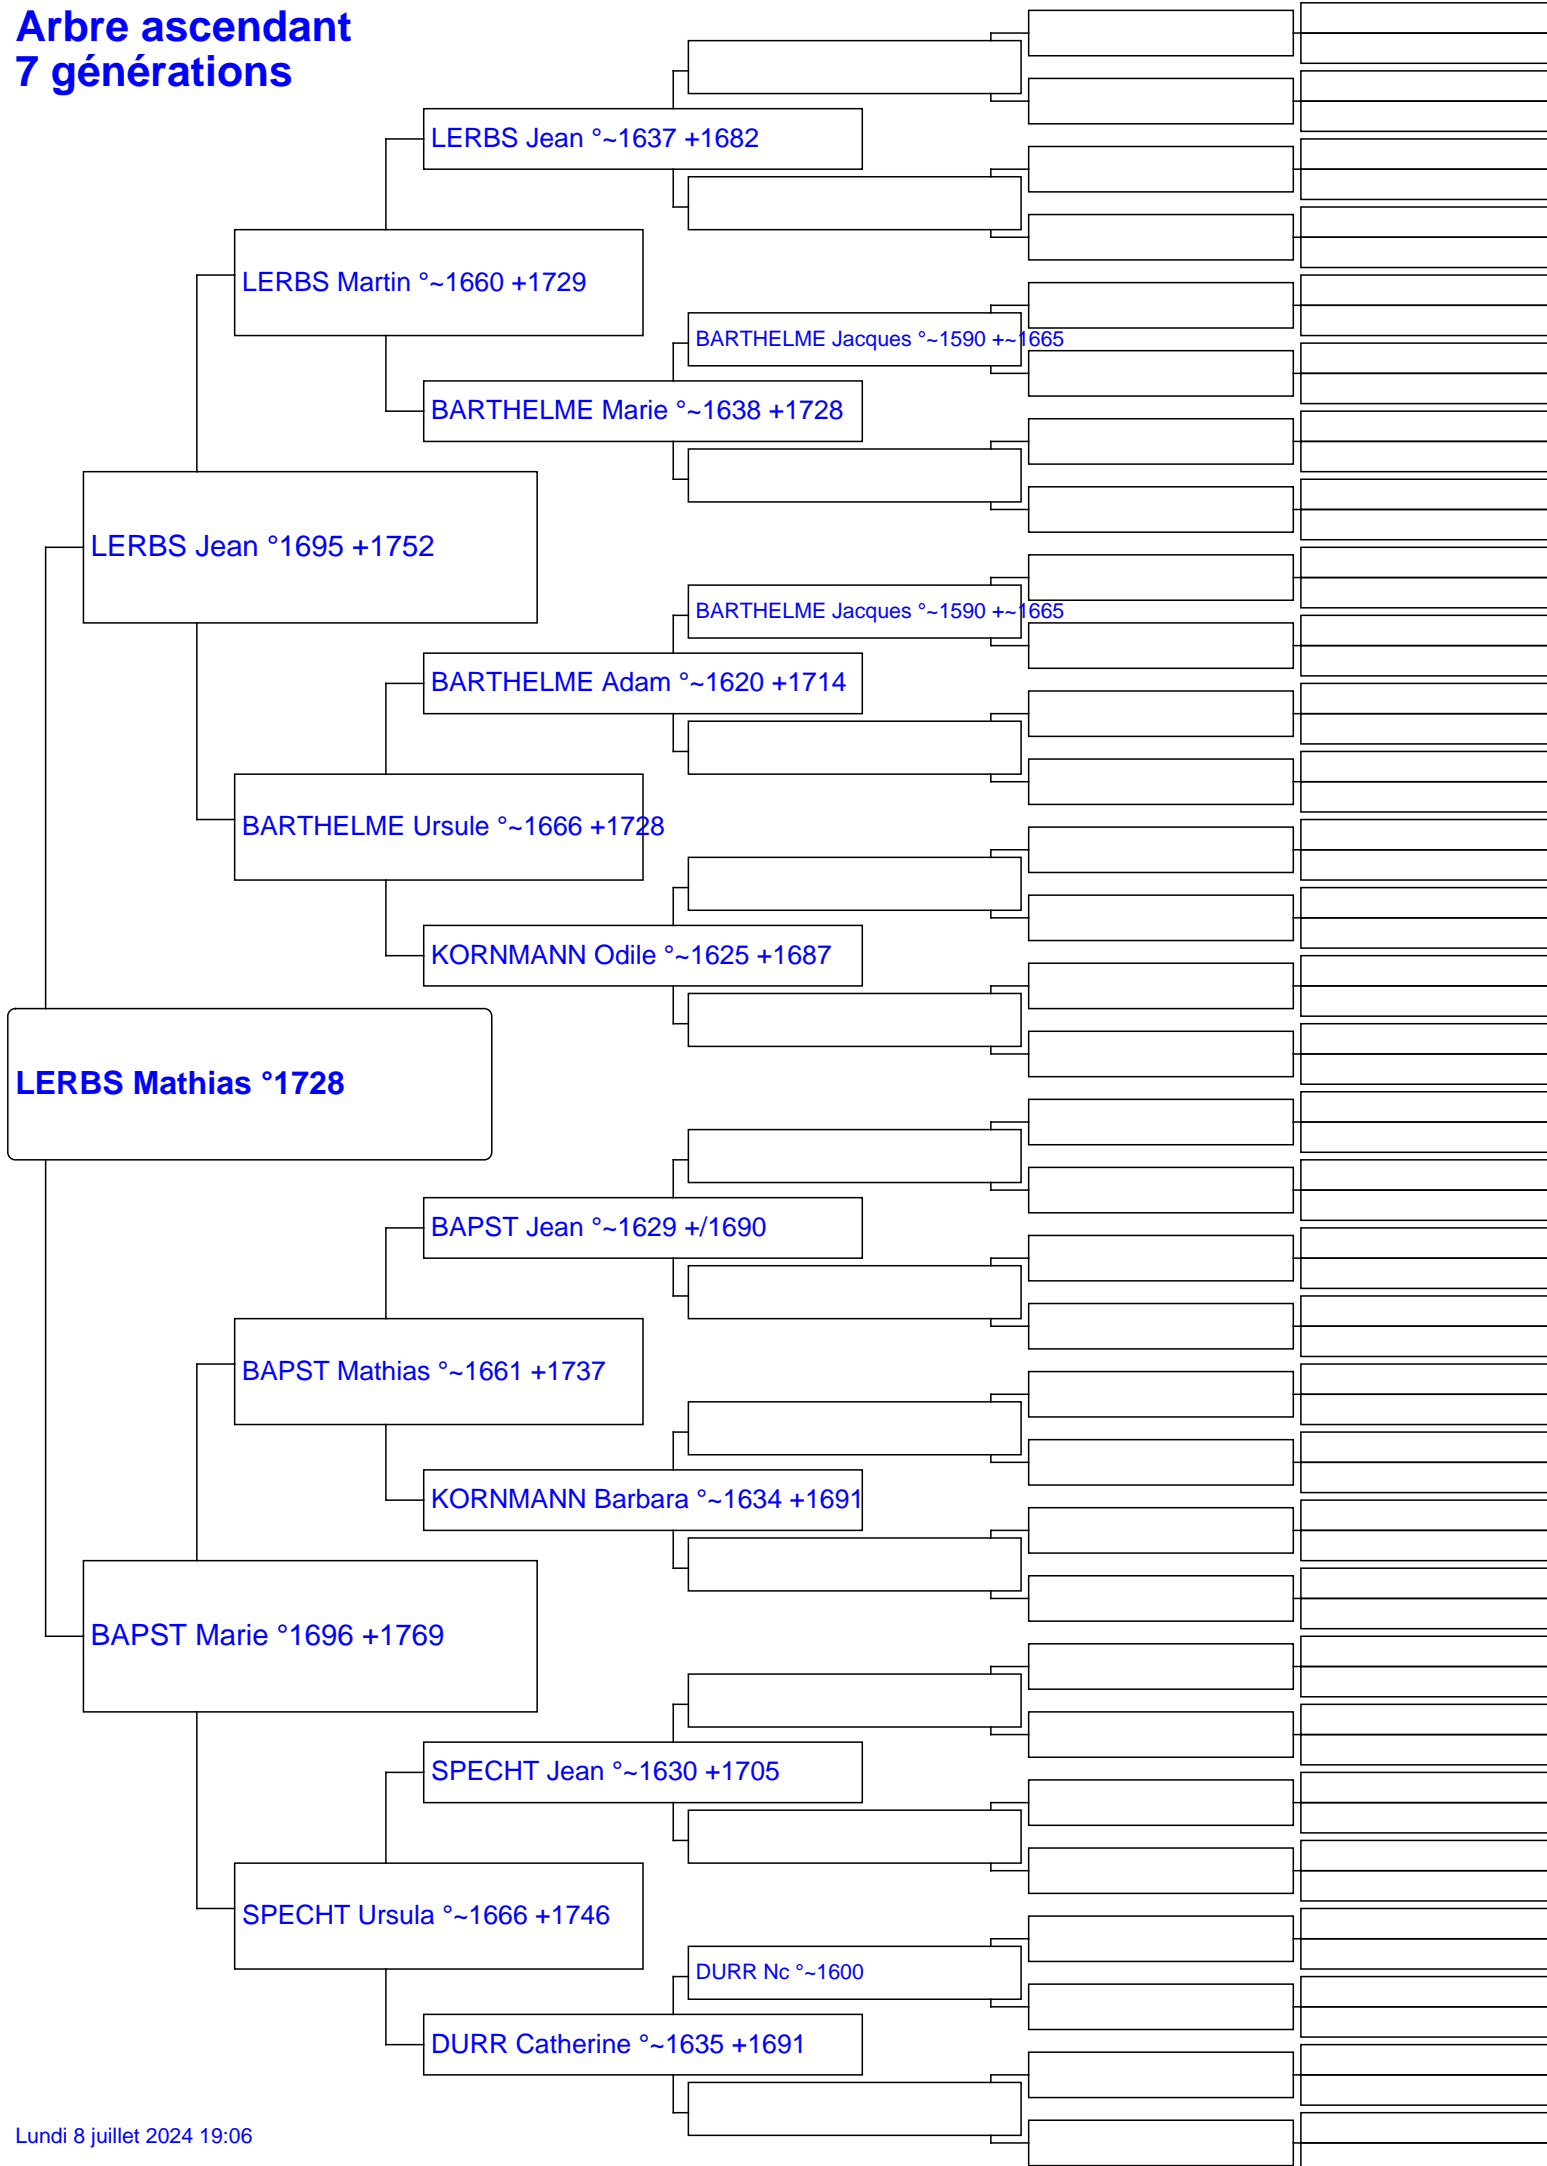 Arbre ascendant
7 générations
LERBS Jean °~1637 +1682
LERBS Martin °~1660 +1729
BARTHELME Jacques °~1590 +~1665
BARTHELME Marie °~1638 +1728
LERBS Jean °1695 +1752
BARTHELME Jacques °~1590 +~1665
BARTHELME Adam °~1620 +1714
BARTHELME Ursule °~1666 +1728
KORNMANN Odile °~1625 +1687
LERBS Mathias °1728
BAPST Jean °~1629 +/1690
BAPST Mathias °~1661 +1737
KORNMANN Barbara °~1634 +1691
BAPST Marie °1696 +1769
SPECHT Jean °~1630 +1705
SPECHT Ursula °~1666 +1746
DURR Nc °~1600
DURR Catherine °~1635 +1691
Lundi 8 juillet 2024 19:06